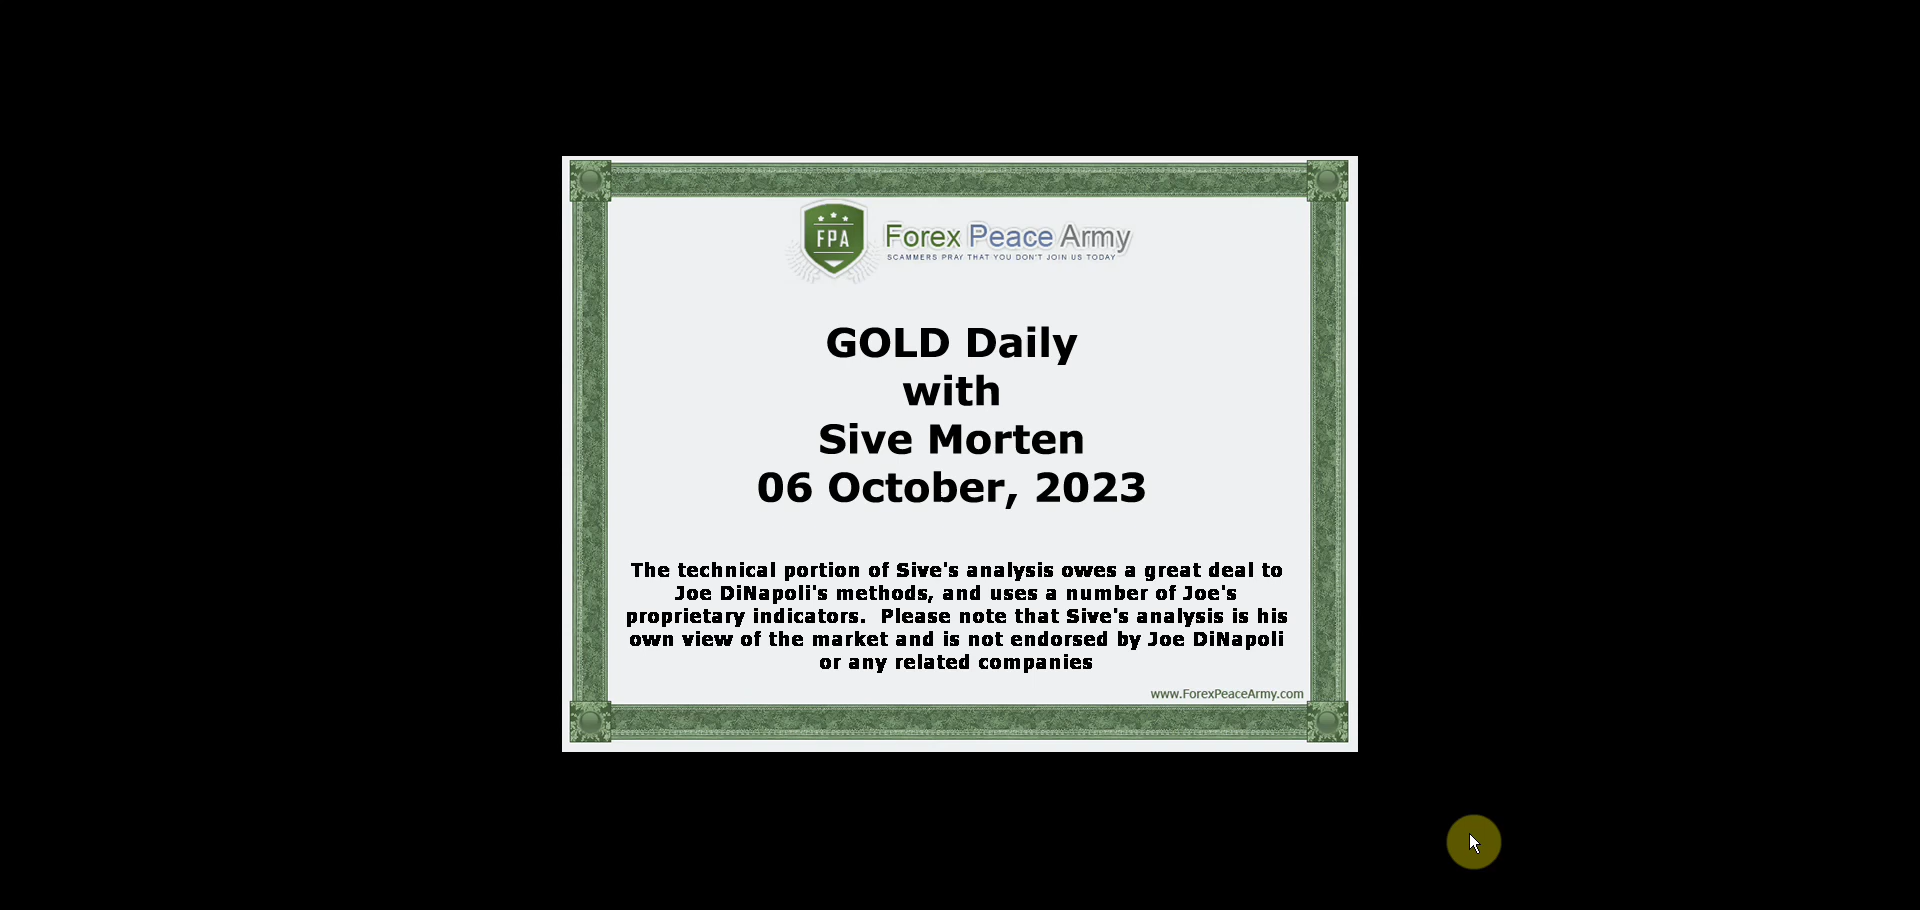 FPA
Forex Peace Army
SCAMMERS PRAY THAT YOU DON'T JOIN US TODAY
GOLD Daily
with
Sive Morten
06 October, 2023
The technical portion of Sive's analysis owes a great deal to
Joe DiNapoli's methods, and uses a number of Joe's
proprietary indicators.  Please note that Sive's analysis is his
own view of the market and is not endorsed by Joe DiNapoli
or any related companies
www.ForexPeaceArmy.com